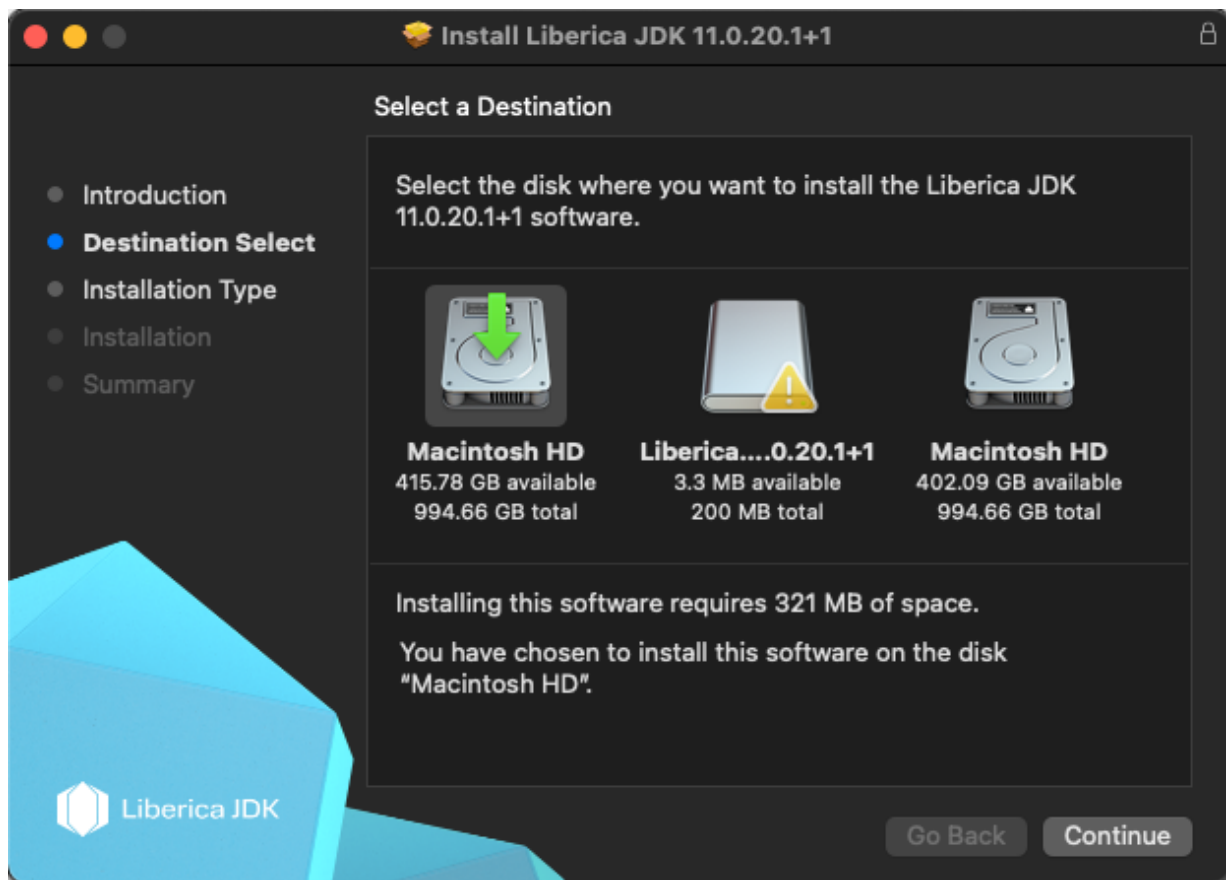 Install Liberica JDK 11.0.20.1+1
Select a Destination
Introduction
Destination Select
Installation Type
Installation
Summary
Select the disk where you want to install the Liberica JDK
11.0.20.1+1 software.
Macintosh HD
415.78 GB available
994.66 GB total
Liberica....0.20.1+1
3.3 MB available
200 MB total
Macintosh HD
402.09 GB available
994.66 GB total
Installing this software requires 321 MB of space.
You have chosen to install this software on the disk
“Macintosh HD”.
Liberica JDK
Go Back
Continue